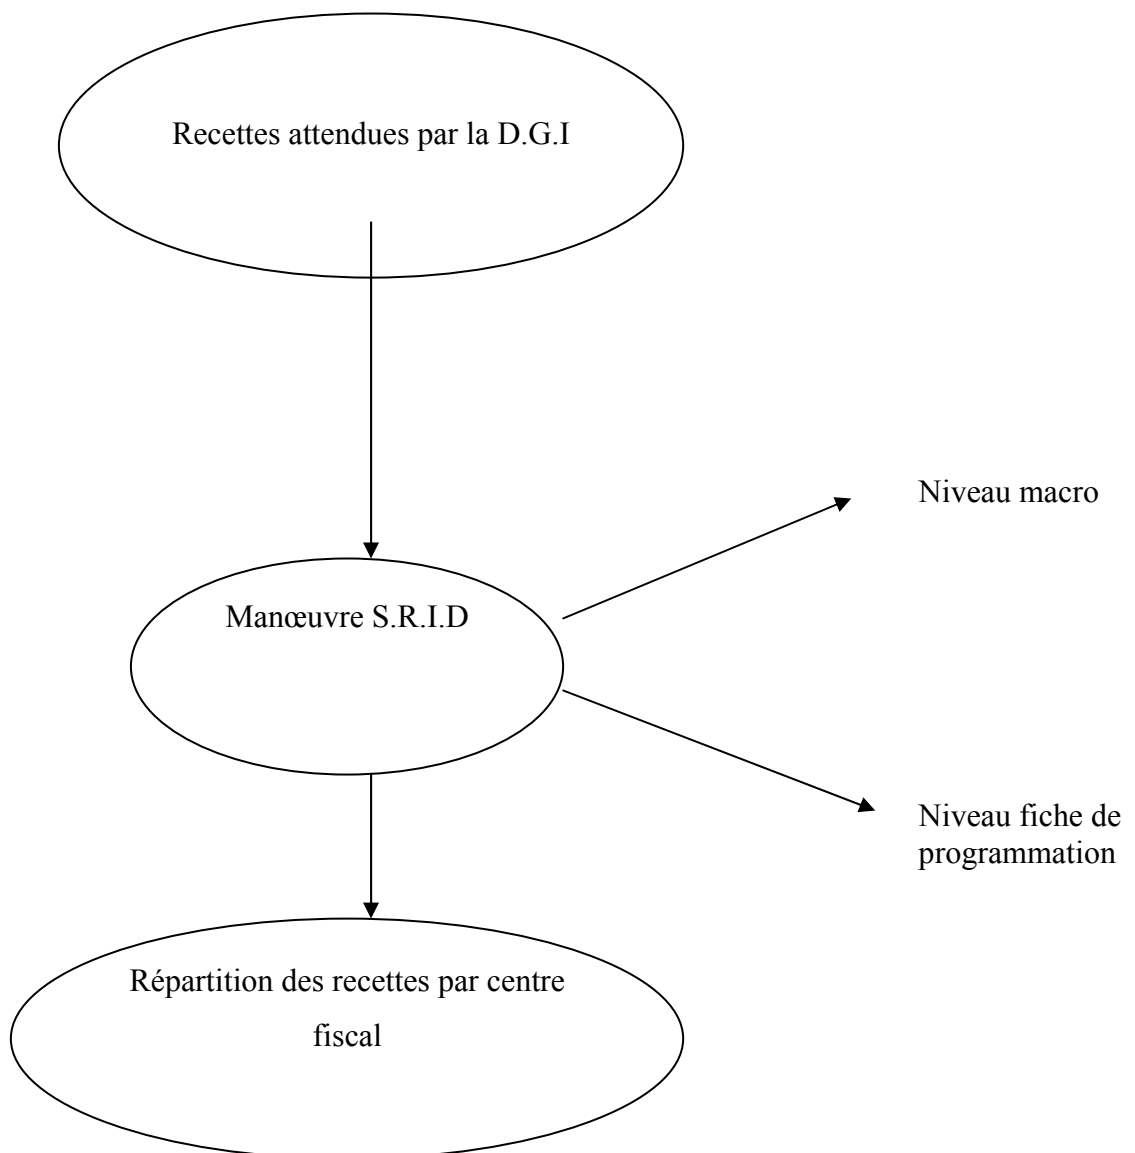 Recettes attendues par la D.G.I
Niveau macro
Manœuvre S.R.I.D
Niveau fiche de
programmation
Répartition des recettes par centre
fiscal